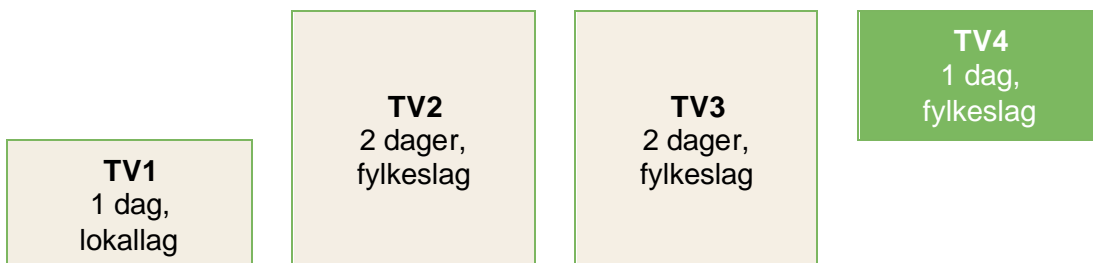 TV1
1 dag,
lokallag
TV2
2 dager,
fylkeslag
TV3
2 dager,
fylkeslag
TV4
1 dag,
fylkeslag